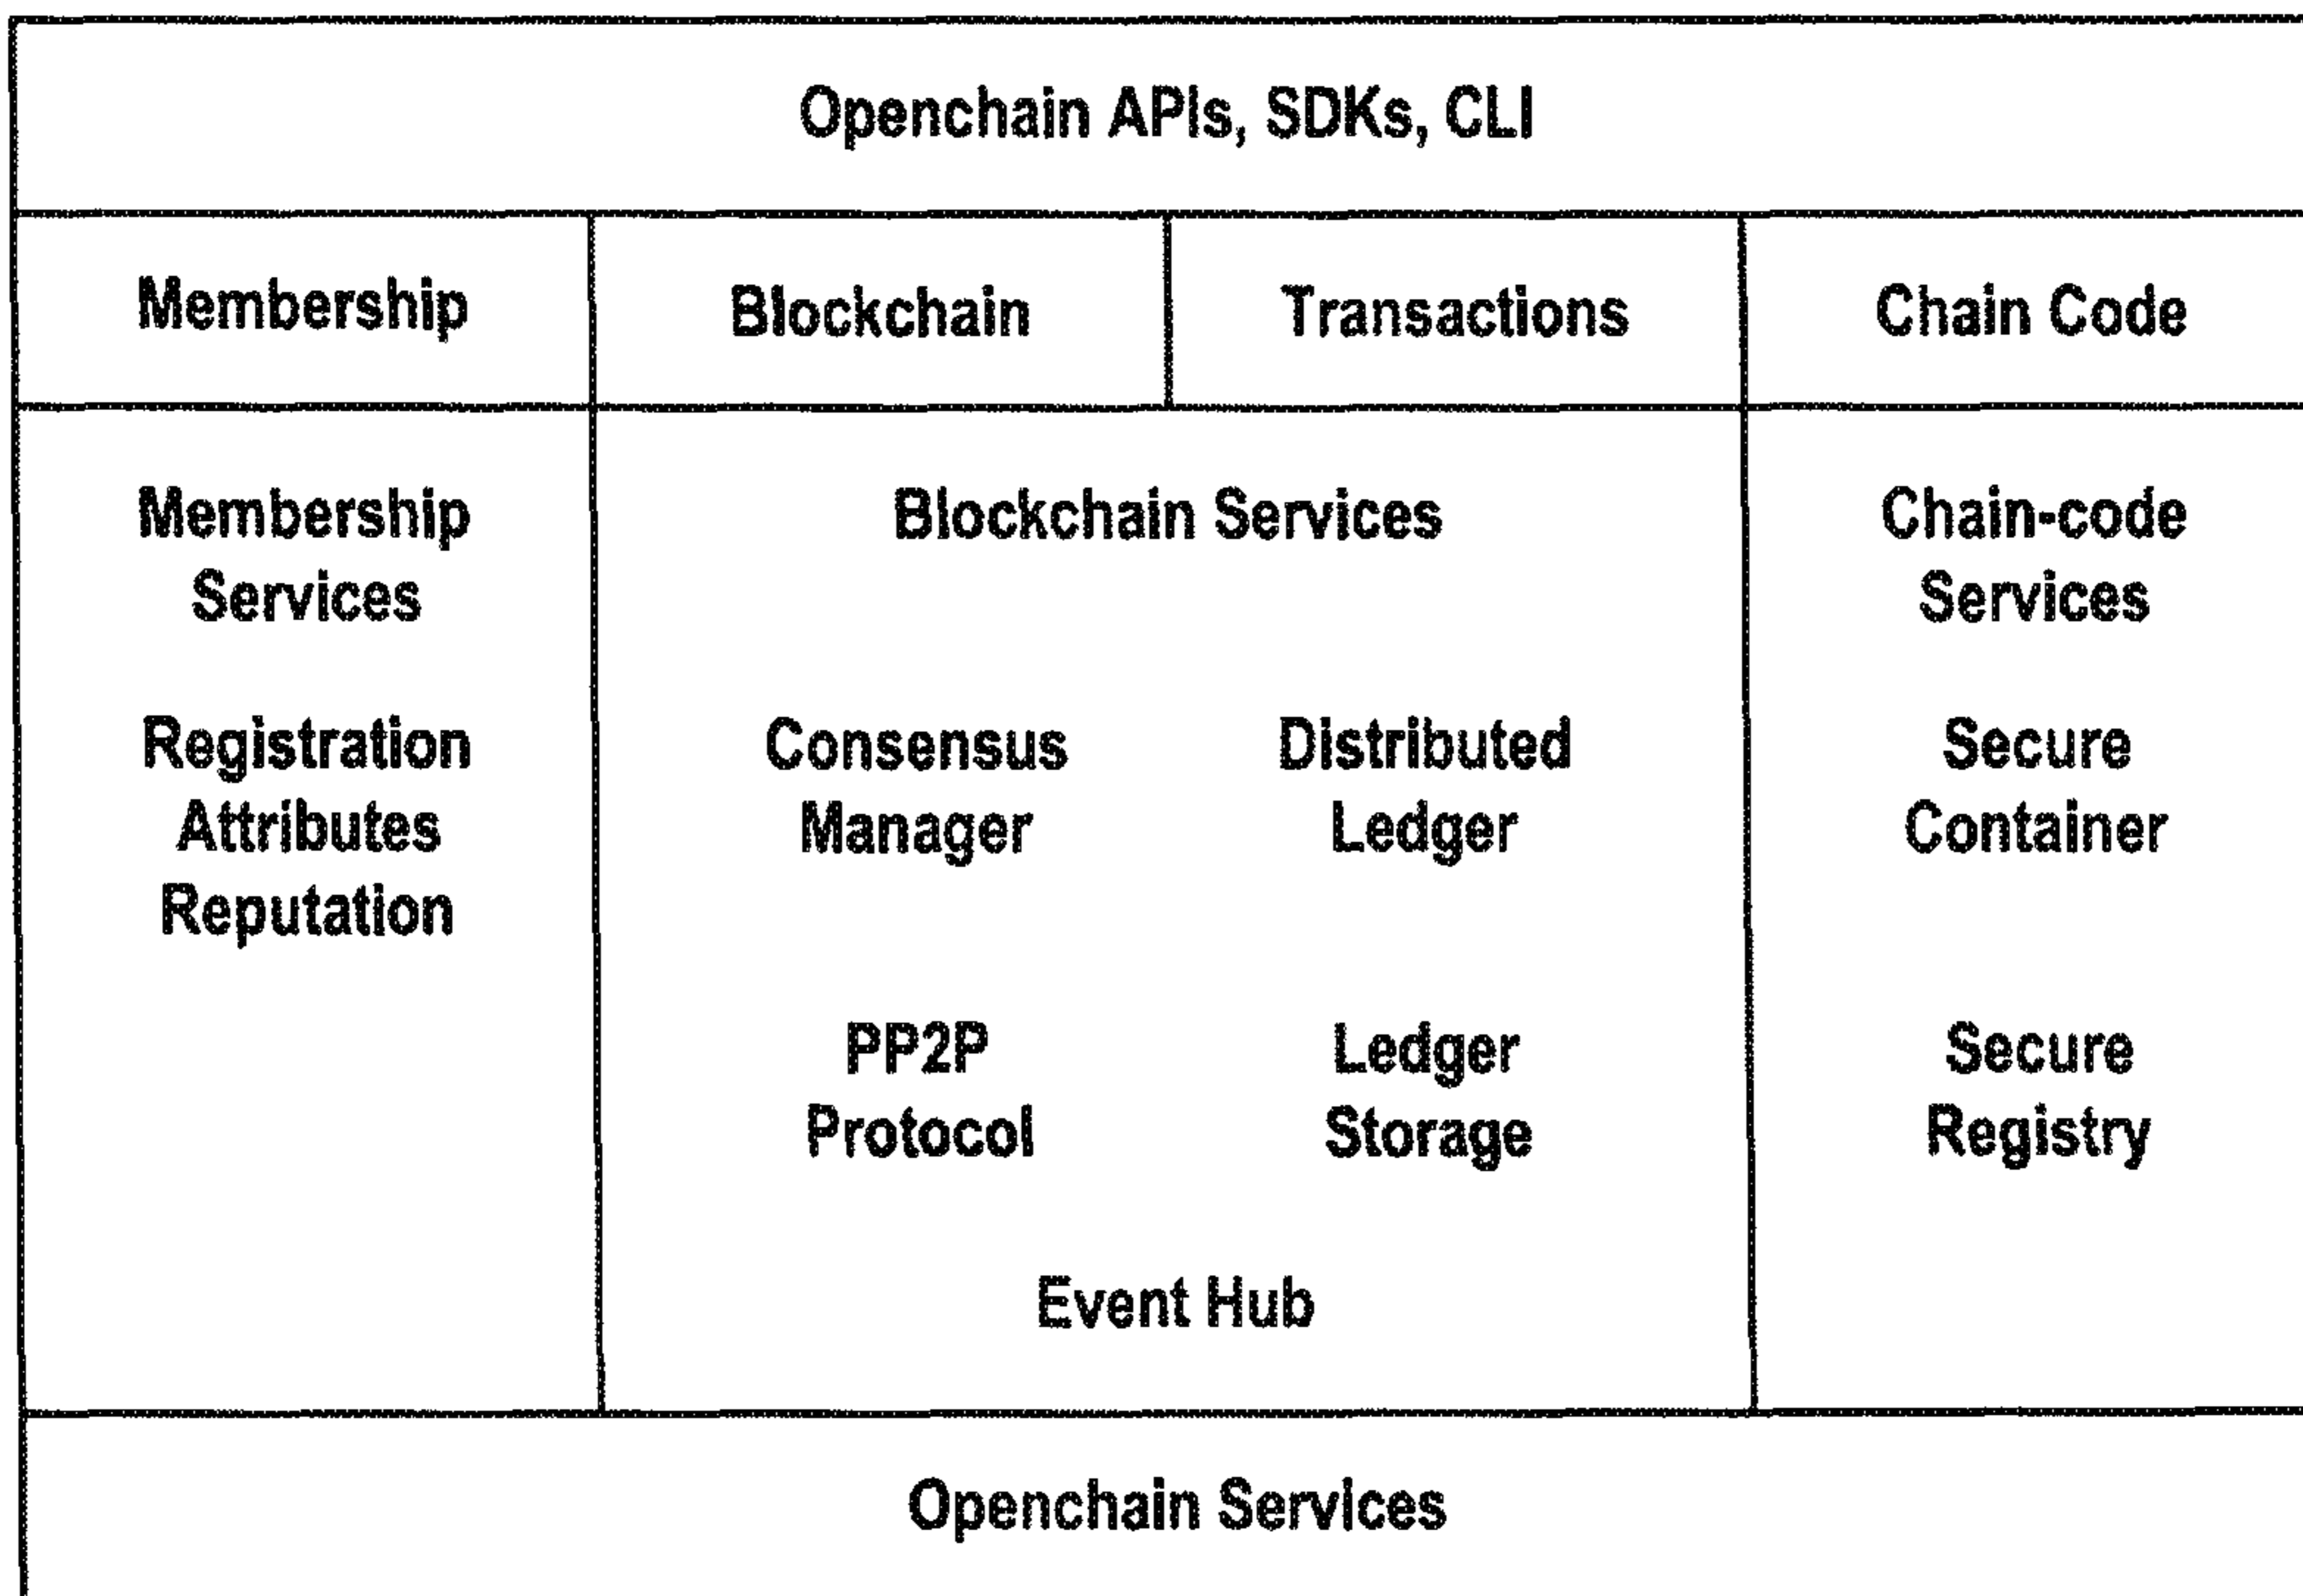 Openchain APIs, SDKs, CLI
Membership
Blockchain
Transactions
Chain Code
Membership
Services
Registration
Attributes
Reputation
Blockchain Services
Consensus
Manager
Distributed
Ledger
PP2P
Protocol
Ledger
Storage
Event Hub
Chain-code
Services
Secure
Container
Secure
Registry
Openchain Services